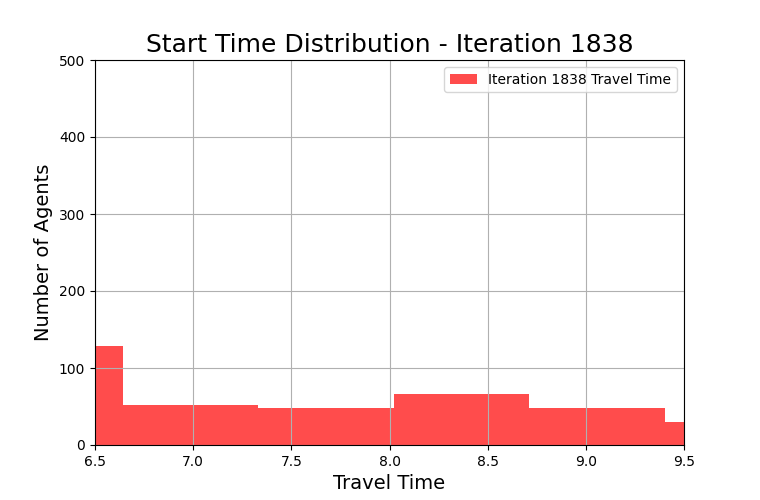 Start Time Distribution - Iteration 1838
Iteration 1838 Travel Time
Number of Agents
500
400
300
200
100
0
6.5 7.0 7.5 8.0 8.5 9.0 9.5
Travel Time